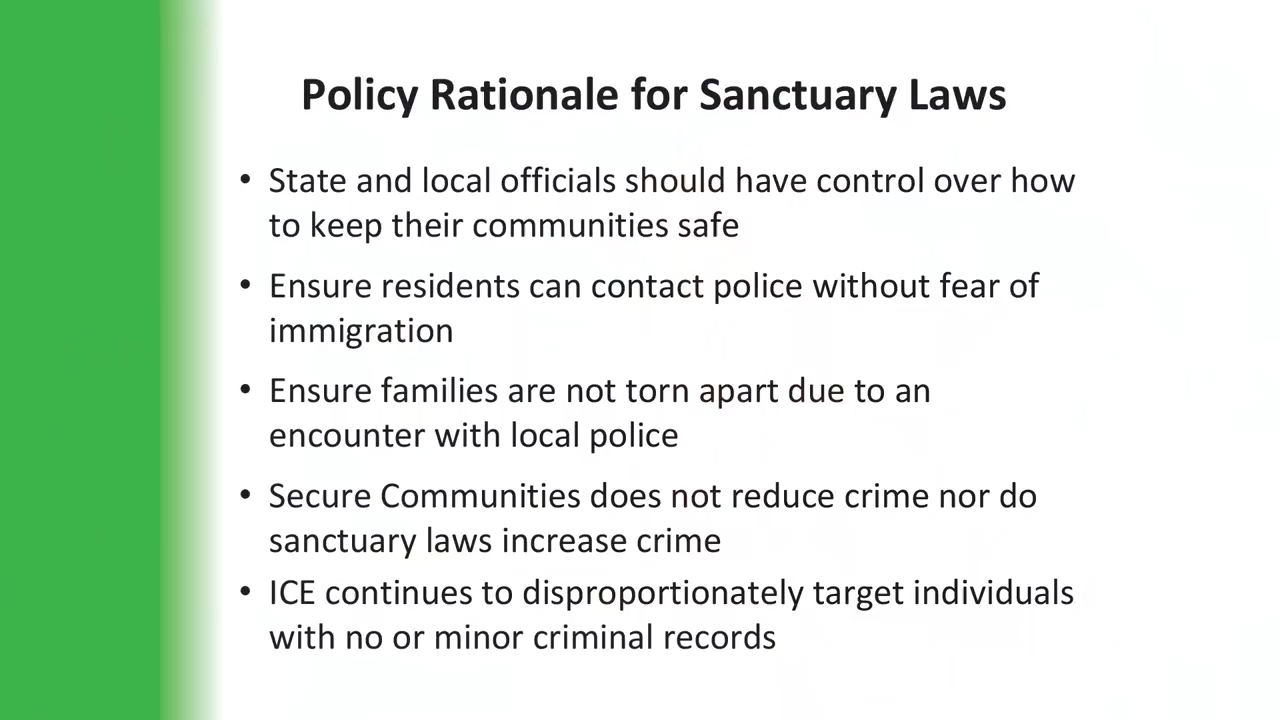 Policy Rationale for Sanctuary Laws
• State and local officials should have control over how
to keep their communities safe
• Ensure residents can contact police without fear of
immigration
• Ensure families are not torn apart due to an
encounter with local police
• Secure Communities does not reduce crime nor do
sanctuary laws increase crime
• ICE continues to disproportionately target individuals
with no or minor criminal records